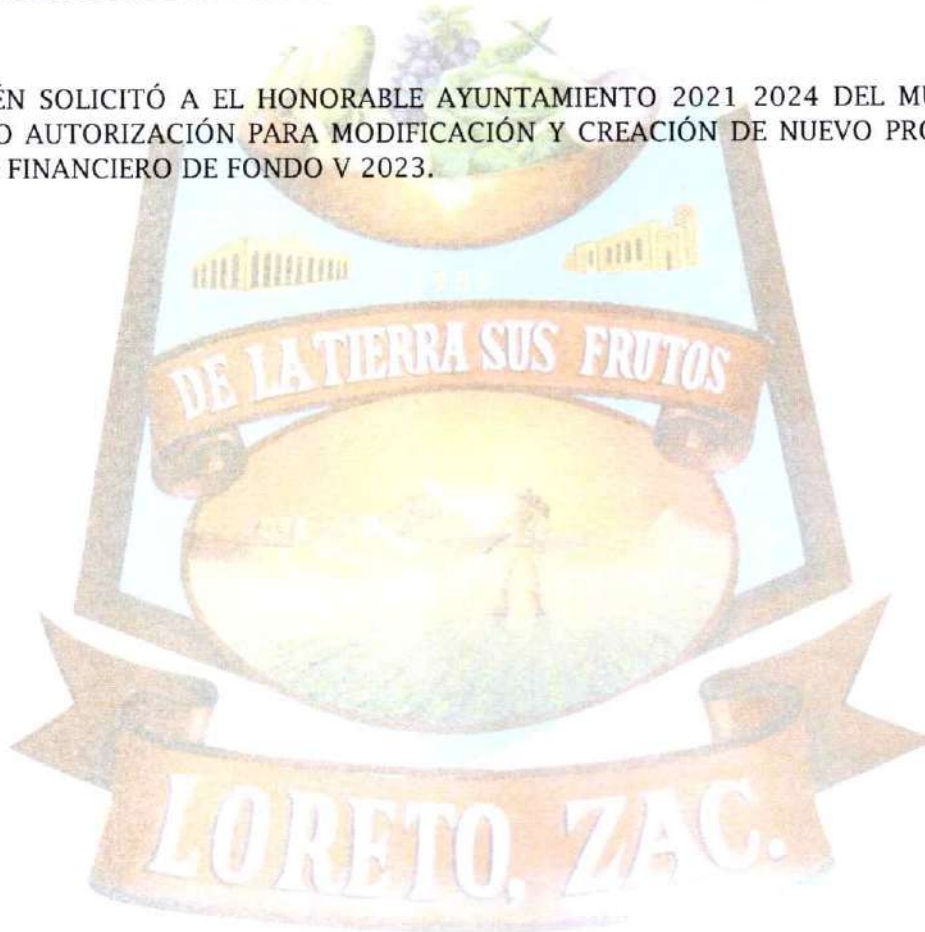 ÉN SOLICITÓ A EL HONORABLE AYUNTAMIENTO 2021 2024 DEL MU
O AUTORIZACIÓN PARA MODIFICACIÓN Y CREACIÓN DE NUEVO PRO
FINANCIERO DE FONDO V 2023.
DE LA TIERRA SUS FRUTOS
LORETO, ZAC.